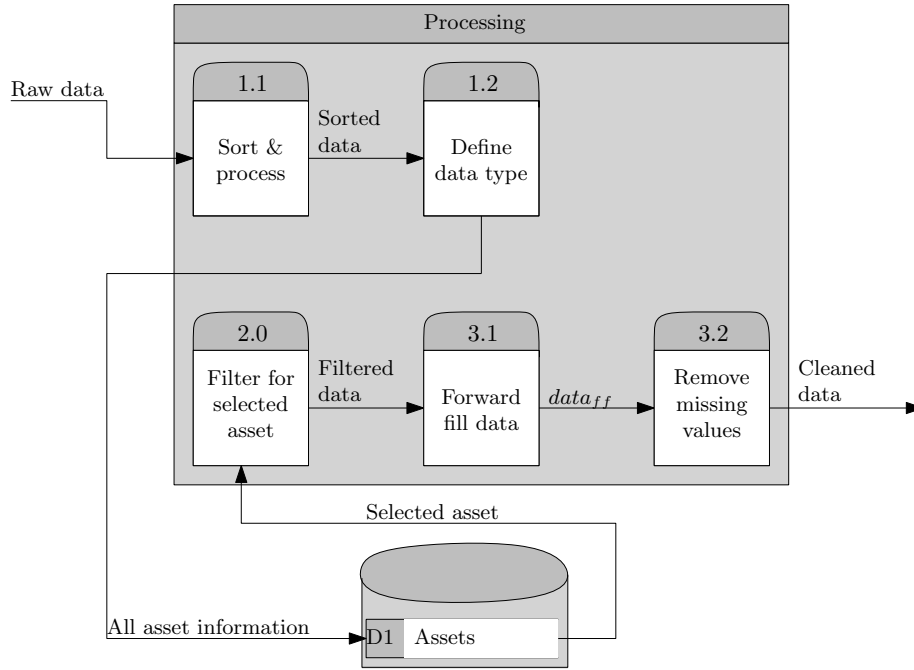 Processing
1.1
1.2
Raw data
Sorted
data
Sort &
process
Define
data type
2.0
3.1
3.2
Filter for
selected
asset
Filtered
data
Forward
fill data
data_{ff}
Remove
missing
values
Cleaned
data
Selected asset
All asset information
D1 Assets